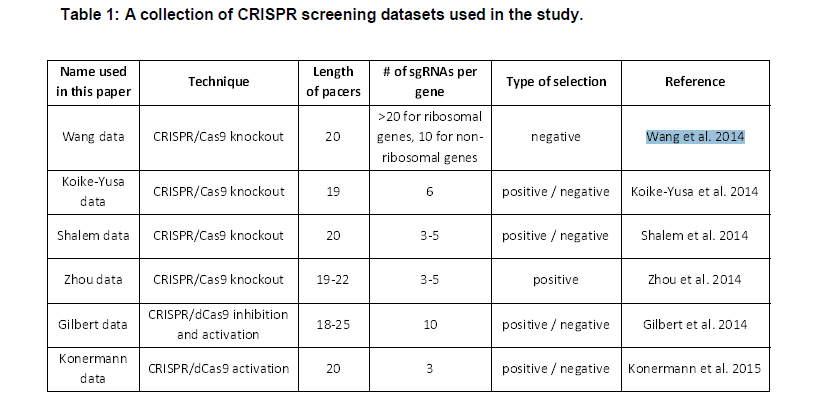 Table 1: A collection of CRISPR screening datasets used in the study.
Name used in this paper | Technique | Length of pacers | # of sgRNAs per gene | Type of selection | Reference
Wang data | CRISPR/Cas9 knockout | 20 | >20 for ribosomal genes, 10 for non-ribosomal genes | negative | Wang et al. 2014
Koike-Yusa data | CRISPR/Cas9 knockout | 19 | 6 | positive / negative | Koike-Yusa et al. 2014
Shalem data | CRISPR/Cas9 knockout | 20 | 3-5 | positive / negative | Shalem et al. 2014
Zhou data | CRISPR/Cas9 knockout | 19-22 | 3-5 | positive | Zhou et al. 2014
Gilbert data | CRISPR/dCas9 inhibition and activation | 18-25 | 10 | positive / negative | Gilbert et al. 2014
Konermann data | CRISPR/dCas9 activation | 20 | 3 | positive / negative | Konermann et al. 2015